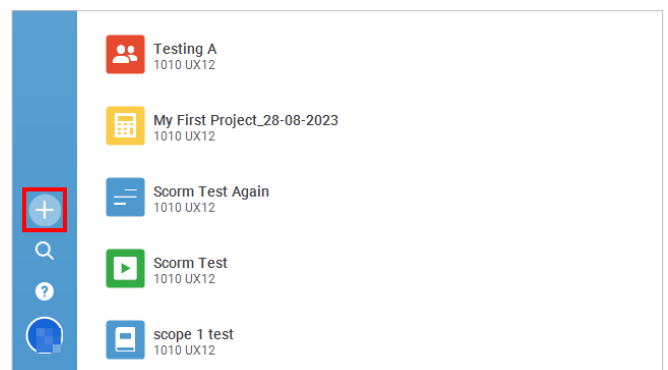 Testing A
1010 UX12
My First Project_28-08-2023
1010 UX12
Scorm Test Again
1010 UX12
Scorm Test
1010 UX12
scope 1 test
1010 UX12
?